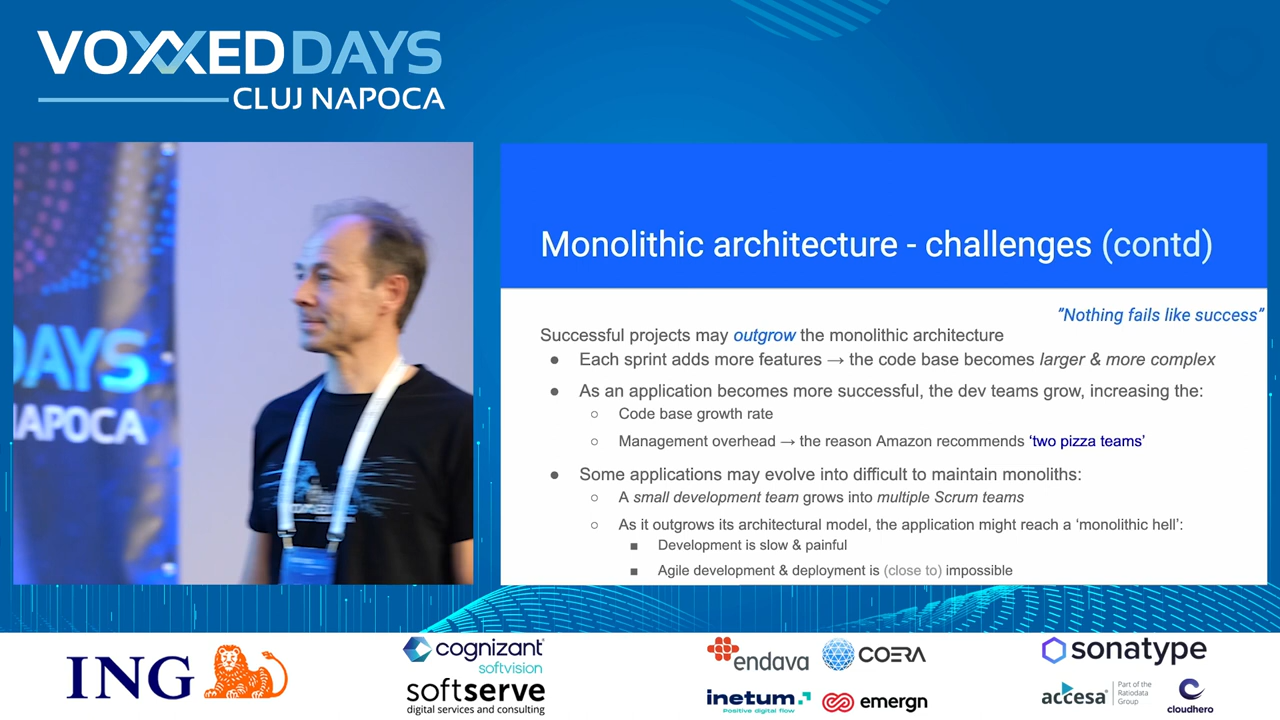 VOXXEDDAYS
CLUJ NAPOCA
DAYS
NAPOCA
Monolithic architecture - challenges (contd)
"Nothing fails like success"
Successful projects may outgrow the monolithic architecture
● Each sprint adds more features → the code base becomes larger & more complex
● As an application becomes more successful, the dev teams grow, increasing the:
○ Code base growth rate
○ Management overhead → the reason Amazon recommends ‘two pizza teams’
● Some applications may evolve into difficult to maintain monoliths:
○ A small development team grows into multiple Scrum teams
○ As it outgrows its architectural model, the application might reach a ‘monolithic hell’:
■ Development is slow & painful
■ Agile development & deployment is (close to) impossible
ING
cognizant
softvision
softserve
digital services and consulting
endava
COERA
inetum.
Positive digital flow
emergn
sonatype
accesa
Part of the
Ratiodata
Group
cloudhero